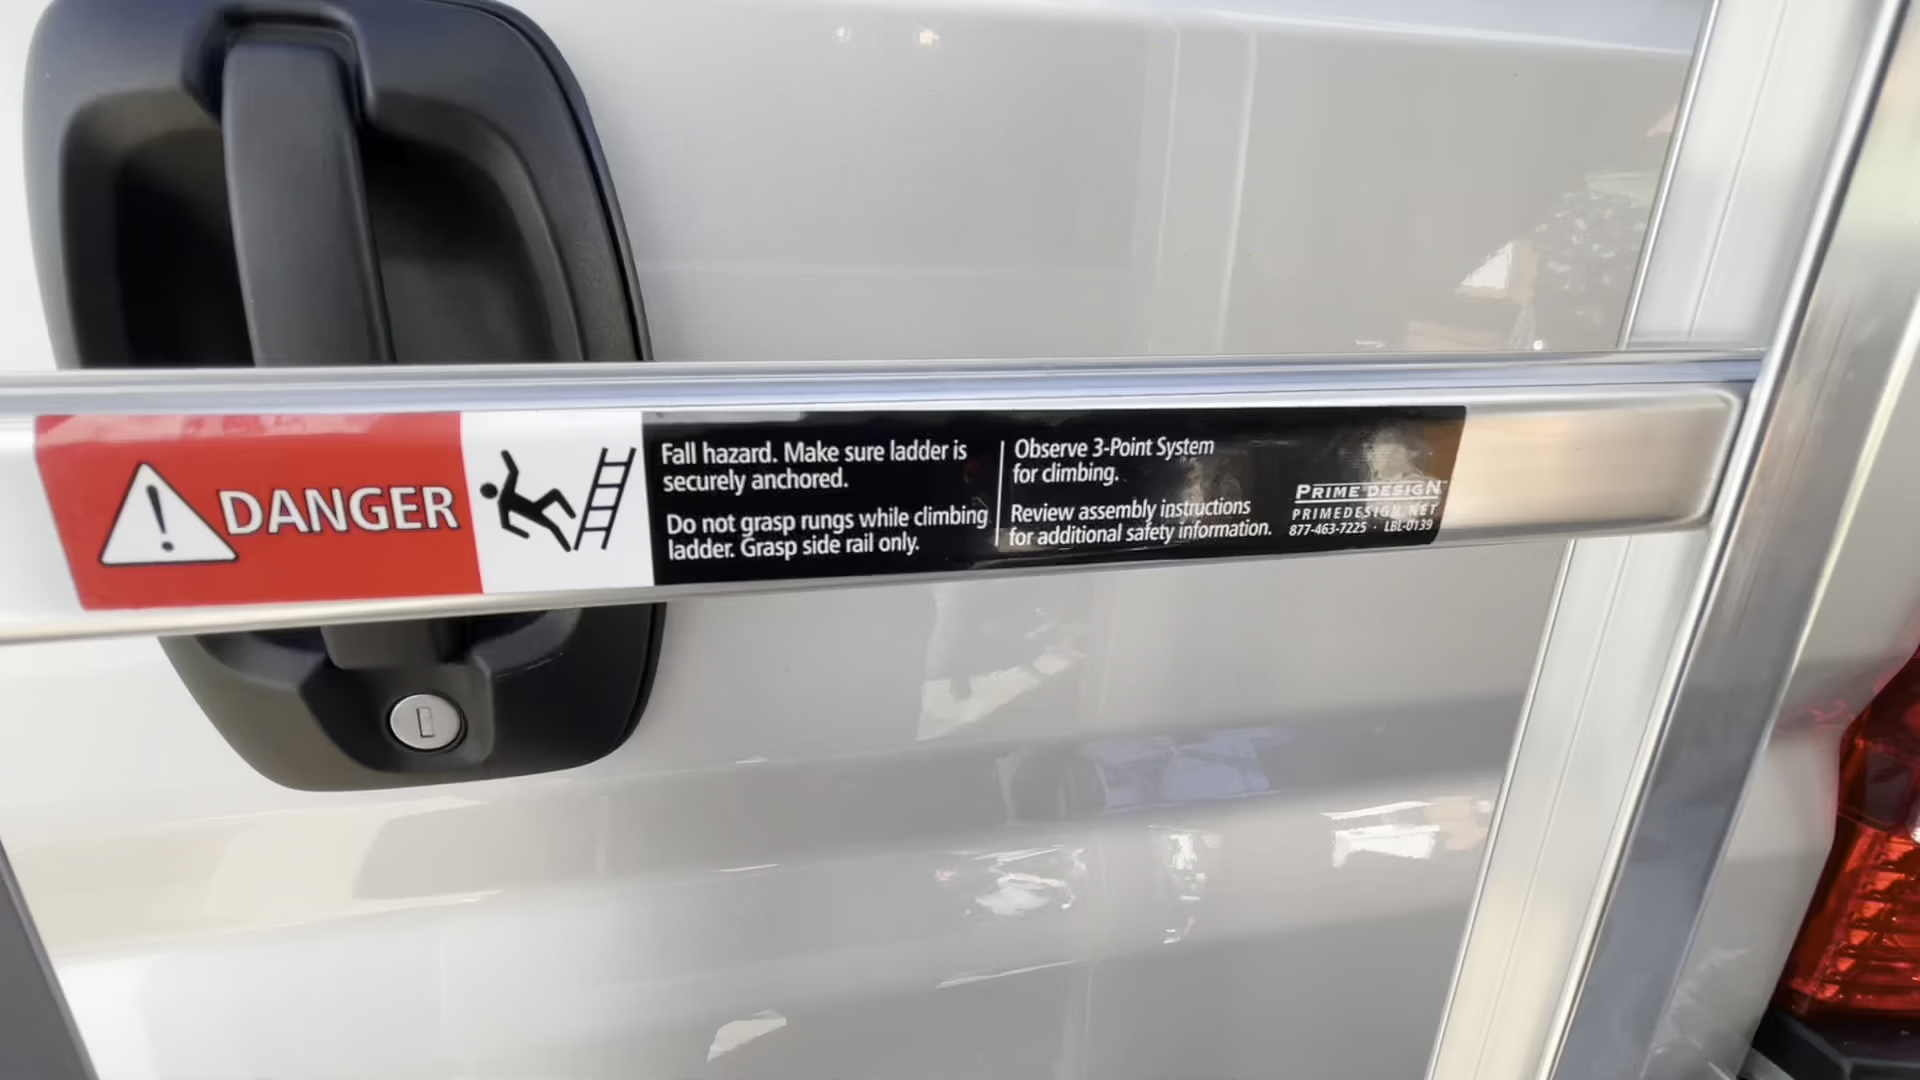 DANGER
Fall hazard. Make sure ladder is
securely anchored.
Do not grasp rungs while climbing
ladder. Grasp side rail only.
Observe 3-Point System
for climbing.
Review assembly instructions
for additional safety information.
PRIME DESIGN
PRIMEDESIGN.NET
877-463-7225 · LBL-0139